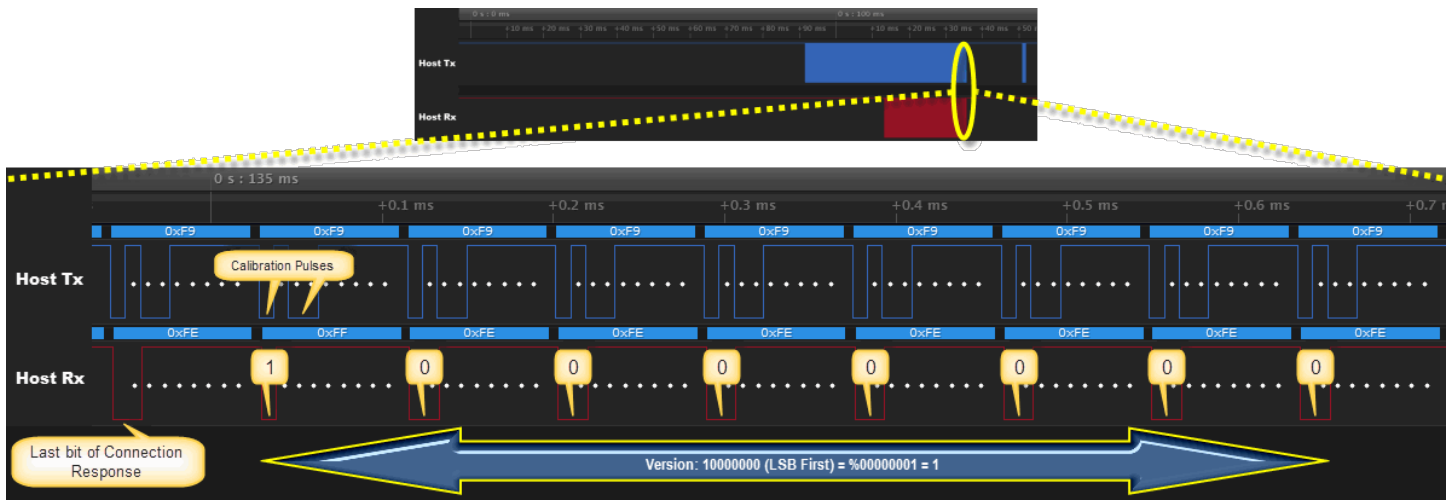 0 s : 0 ms 0 s : 100 ms
+10 ms +20 ms +30 ms +40 ms +50 ms +60 ms +70 ms +80 ms +90 ms +10 ms +20 ms +30 ms +40 ms +50
Host Tx
Host Rx
0 s : 135 ms
+0.1 ms +0.2 ms +0.3 ms +0.4 ms +0.5 ms +0.6 ms +0.7
0xF9 0xF9 0xF9 0xF9 0xF9 0xF9 0xF9 0xF9 0xF9
Calibration Pulses
Host Tx
0xFE 0xFF 0xFE 0xFE 0xFE 0xFE 0xFE 0xFE 0xFE
1 0 0 0 0 0 0 0
Host Rx
Last bit of Connection
Response
Version: 10000000 (LSB First) = %00000001 = 1